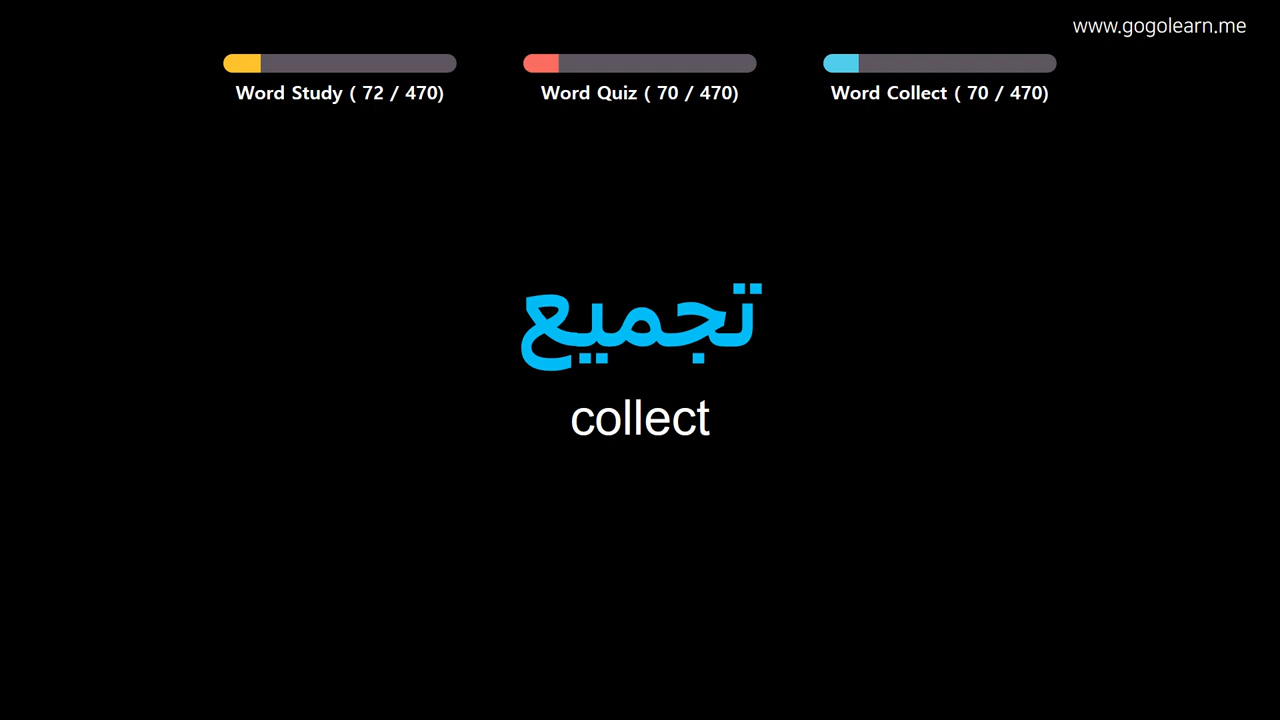 www.gogolearn.me
Word Study ( 72 / 470)
Word Quiz ( 70 / 470)
Word Collect ( 70 / 470)
تجميع
collect